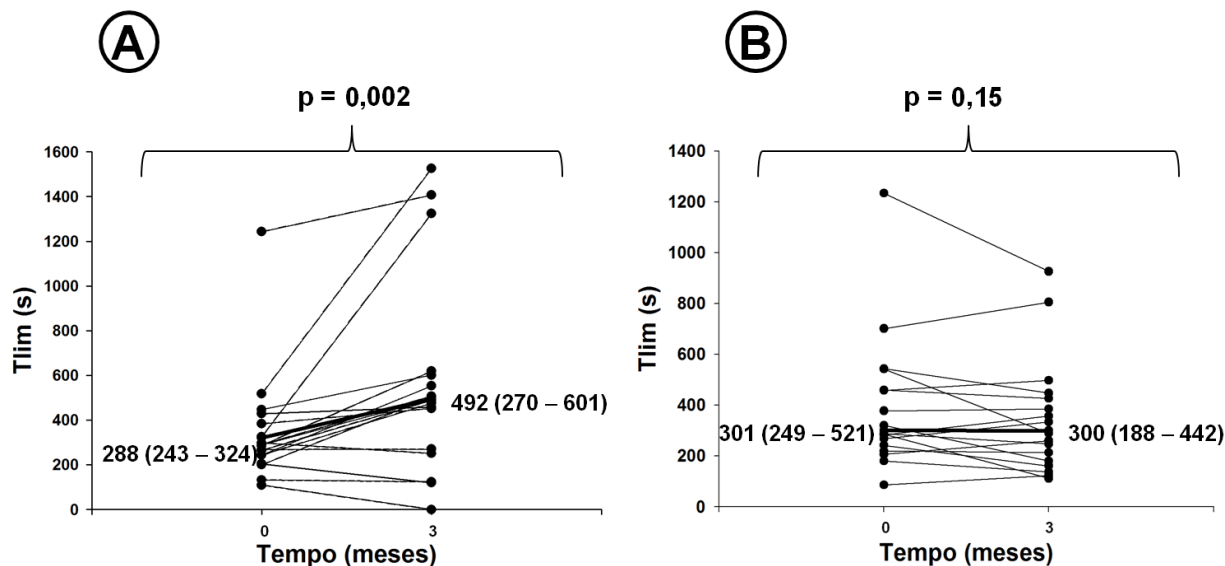 A
p = 0,002
Tlim (s)
1600
1400
1200
1000
800
600
400
200
0
288 (243 – 324)
492 (270 – 601)
0
3
Tempo (meses)
B
p = 0,15
Tlim (s)
1400
1200
1000
800
600
400
200
0
301 (249 – 521)
300 (188 – 442)
0
3
Tempo (meses)